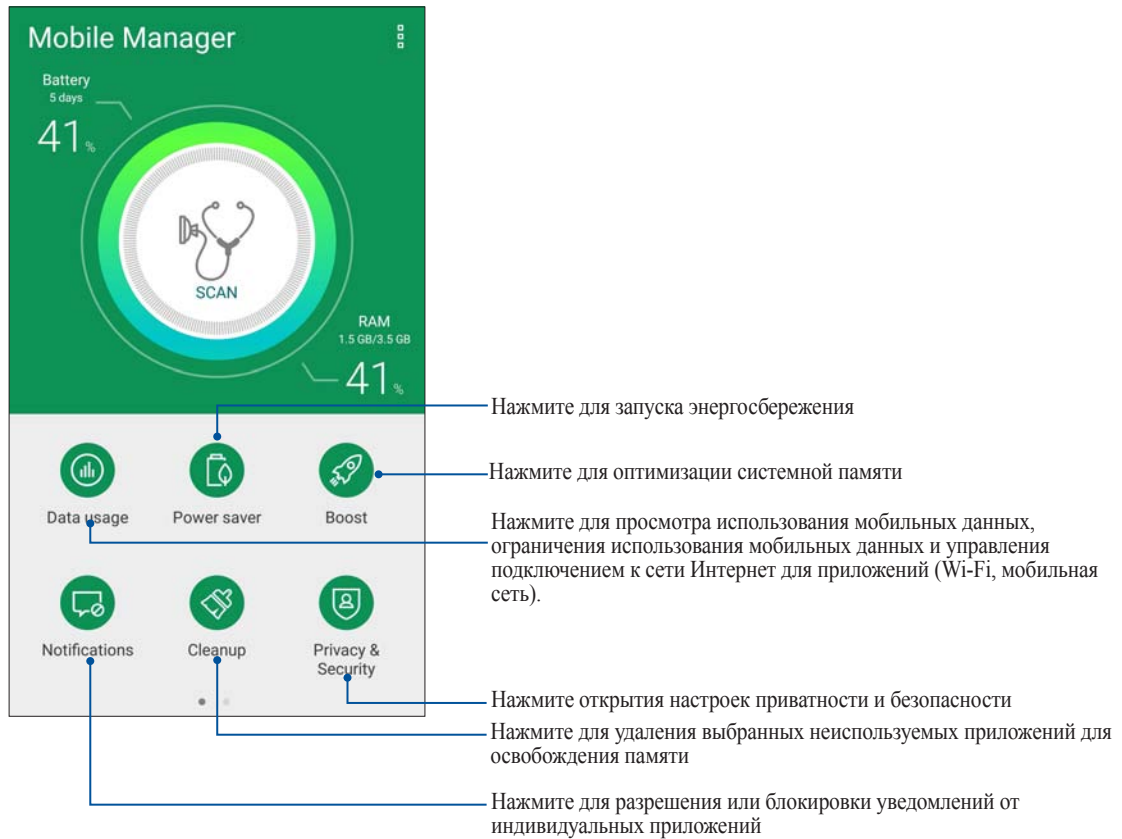 Mobile Manager
Battery
5 days
41%
SCAN
RAM
1.5 GB/3.5 GB
41%
Нажмите для запуска энергосбережения
Data usage
Power saver
Boost
Нажмите для оптимизации системной памяти
Нажмите для просмотра использования мобильных данных,
ограничения использования мобильных данных и управления
подключением к сети Интернет для приложений (Wi-Fi, мобильная
сеть).
Notifications
Cleanup
Privacy &
Security
Нажмите открытия настроек приватности и безопасности
Нажмите для удаления выбранных неиспользуемых приложений для
освобождения памяти
Нажмите для разрешения или блокировки уведомлений от
индивидуальных приложений